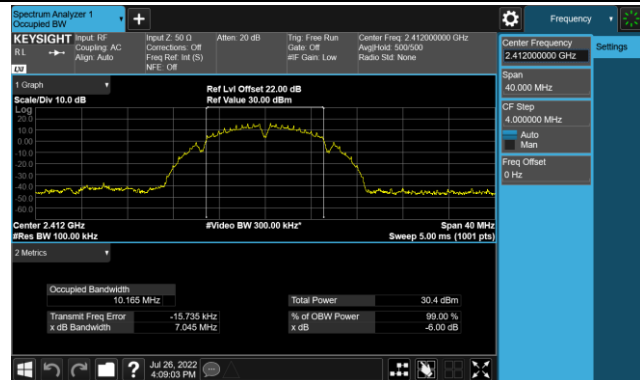 Spectrum Analyzer 1
Occupied BW
Frequency
KEYSIGHT
RL
LXI
Input: RF
Coupling: AC
Align: Auto
Input Z: 50 Ω
Corrections: Off
Freq Ref: Int (S)
NFE: Off
Atten: 20 dB
Trig: Free Run
Gate: Off
#IF Gain: Low
Center Freq: 2.412000000 GHz
Avg|Hold: 500/500
Radio Std: None
Center Frequency
2.412000000 GHz
Settings
Span
40.000 MHz
CF Step
4.000000 MHz
Auto
Man
Freq Offset
0 Hz
1 Graph
Scale/Div 10.0 dB
Ref Lvl Offset 22.00 dB
Ref Value 30.00 dBm
Log
20.0
10.0
0.00
-10.0
-20.0
-30.0
-40.0
-50.0
-60.0
Center 2.412 GHz
#Res BW 100.00 kHz
#Video BW 300.00 kHz*
Span 40 MHz
Sweep 5.00 ms (1001 pts)
2 Metrics
Occupied Bandwidth
10.165 MHz
Total Power 30.4 dBm
Transmit Freq Error -15.735 kHz
% of OBW Power 99.00 %
x dB Bandwidth 7.045 MHz
x dB -6.00 dB
Jul 26, 2022
4:09:03 PM